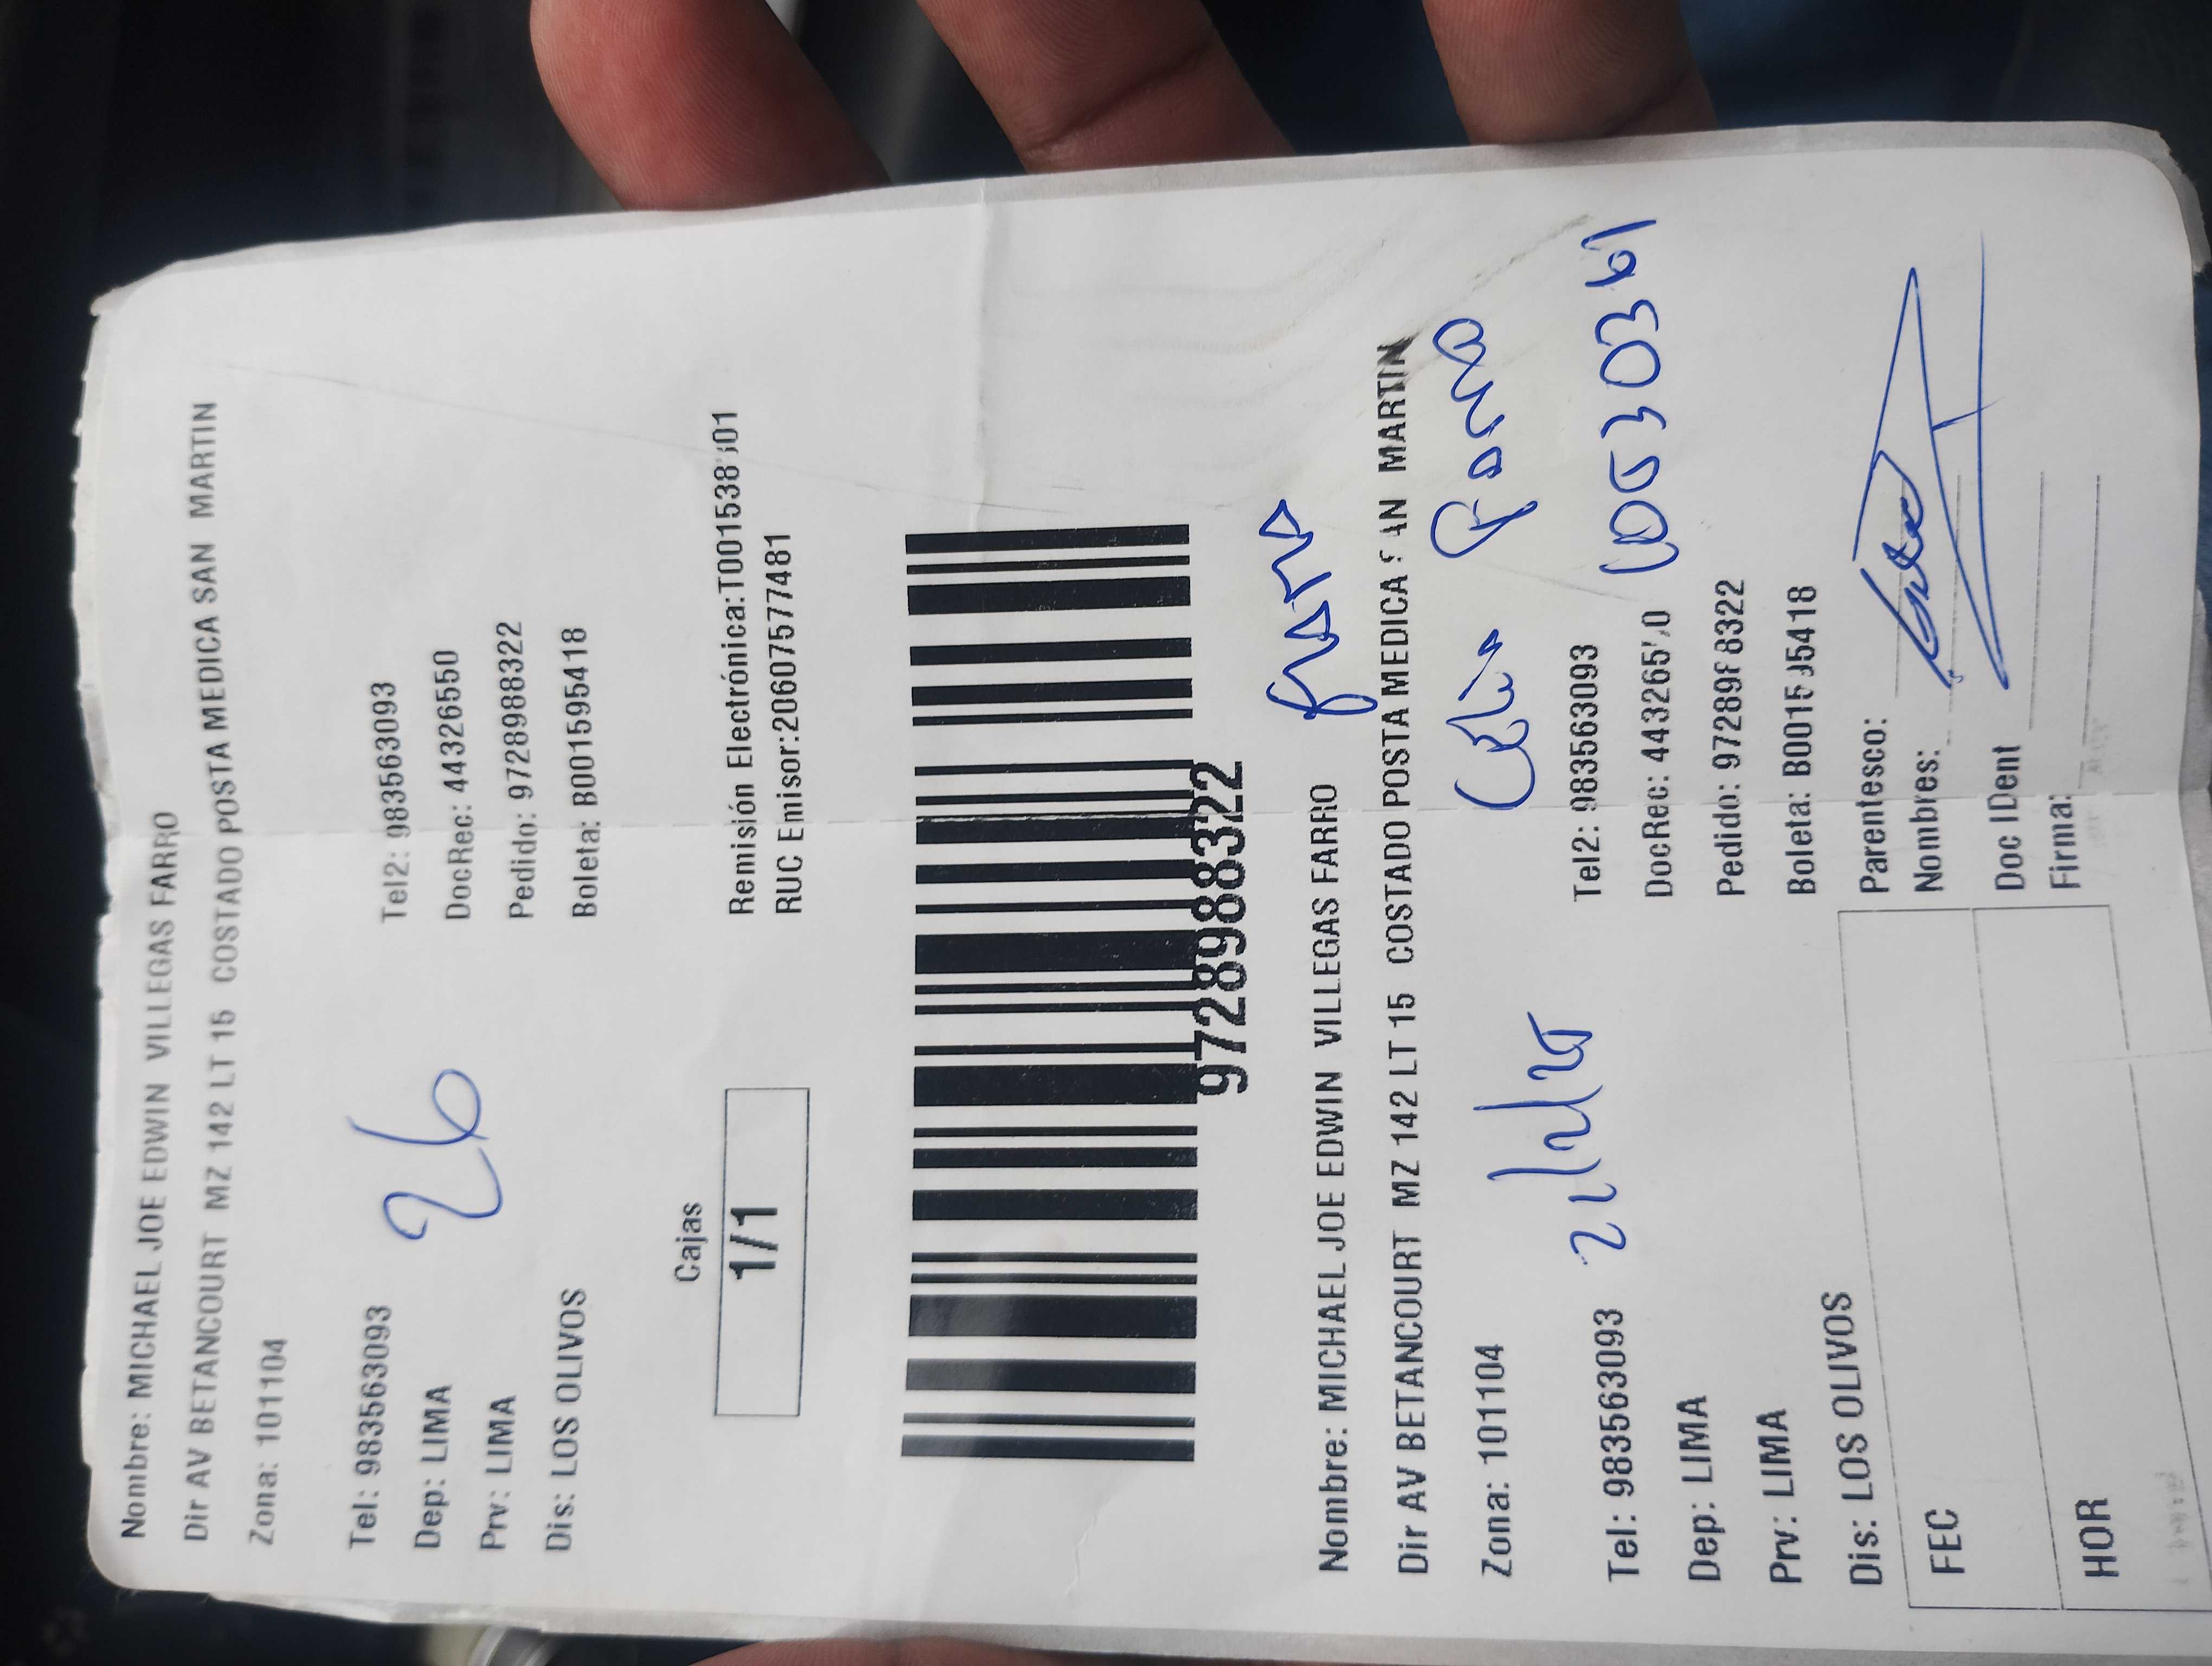 Nombre: MICHAEL JOE EDWIN VILLEGAS FARRO
Dir AV BETANCOURT MZ 142 LT 15 COSTADO POSTA MEDICA SAN MARTIN
Zona: 101104
Tel: 983563093 Tel2: 983563093
Dep: LIMA DocRec: 44326550
Prv: LIMA Pedido: 9728988322
Dis: LOS OLIVOS Boleta: B001595418
26
Cajas
1/1
Remisión Electrónica:T001538
RUC Emisor:20607577481
9728988322
Nombre: MICHAEL JOE EDWIN VILLEGAS FARRO
Dir AV BETANCOURT MZ 142 LT 15 COSTADO POSTA MEDICA SAN MARTIN
Zona: 101104
Tel: 983563093 Tel2: 983563093
Dep: LIMA DocRec:
Prv: LIMA Pedido: 9728988322
Dis: LOS OLIVOS Boleta: B001595418
FEC Parentesco:
Nombres:
HOR Doc IDent
Firma: